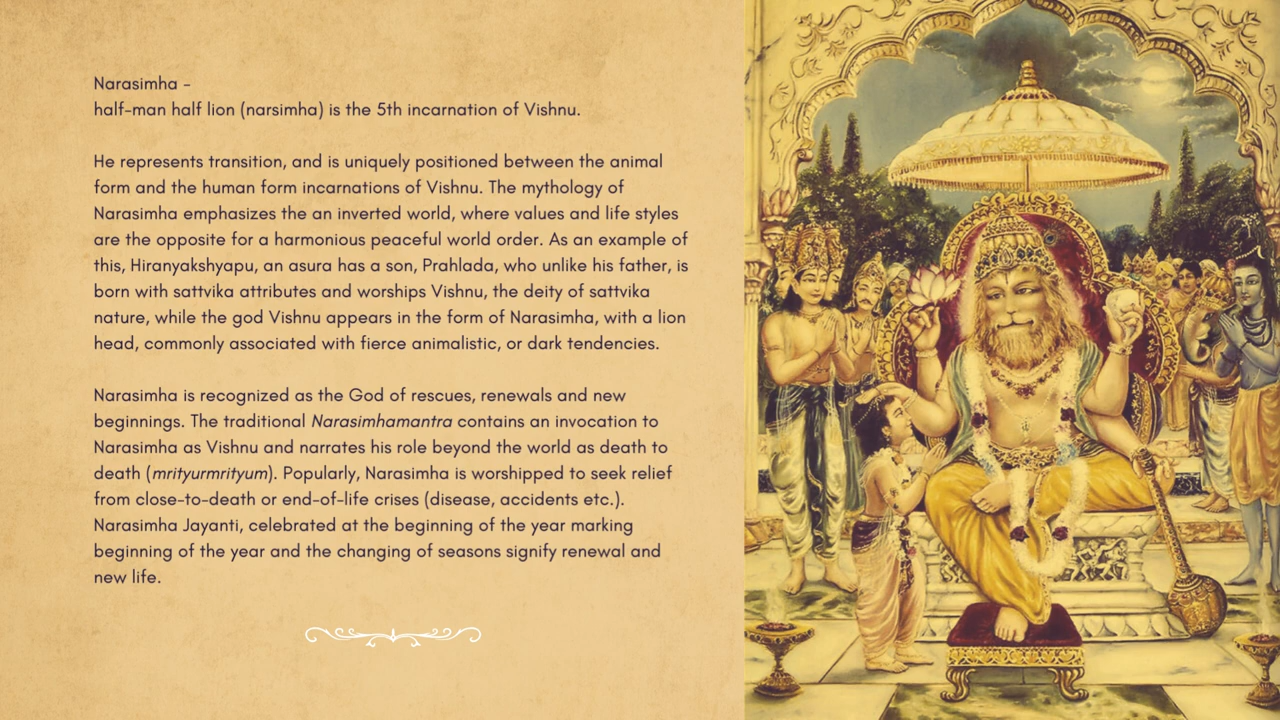 Narasimha -
half-man half lion (narsimha) is the 5th incarnation of Vishnu.
He represents transition, and is uniquely positioned between the animal
form and the human form incarnations of Vishnu. The mythology of
Narasimha emphasizes the an inverted world, where values and life styles
are the opposite for a harmonious peaceful world order. As an example of
this, Hiranyakshyapu, an asura has a son, Prahlada, who unlike his father, is
born with sattvika attributes and worships Vishnu, the deity of sattvika
nature, while the god Vishnu appears in the form of Narasimha, with a lion
head, commonly associated with fierce animalistic, or dark tendencies.
Narasimha is recognized as the God of rescues, renewals and new
beginnings. The traditional Narasimhamantra contains an invocation to
Narasimha as Vishnu and narrates his role beyond the world as death to
death (mrityurmrityum). Popularly, Narasimha is worshipped to seek relief
from close-to-death or end-of-life crises (disease, accidents etc.).
Narasimha Jayanti, celebrated at the beginning of the year marking
beginning of the year and the changing of seasons signify renewal and
new life.